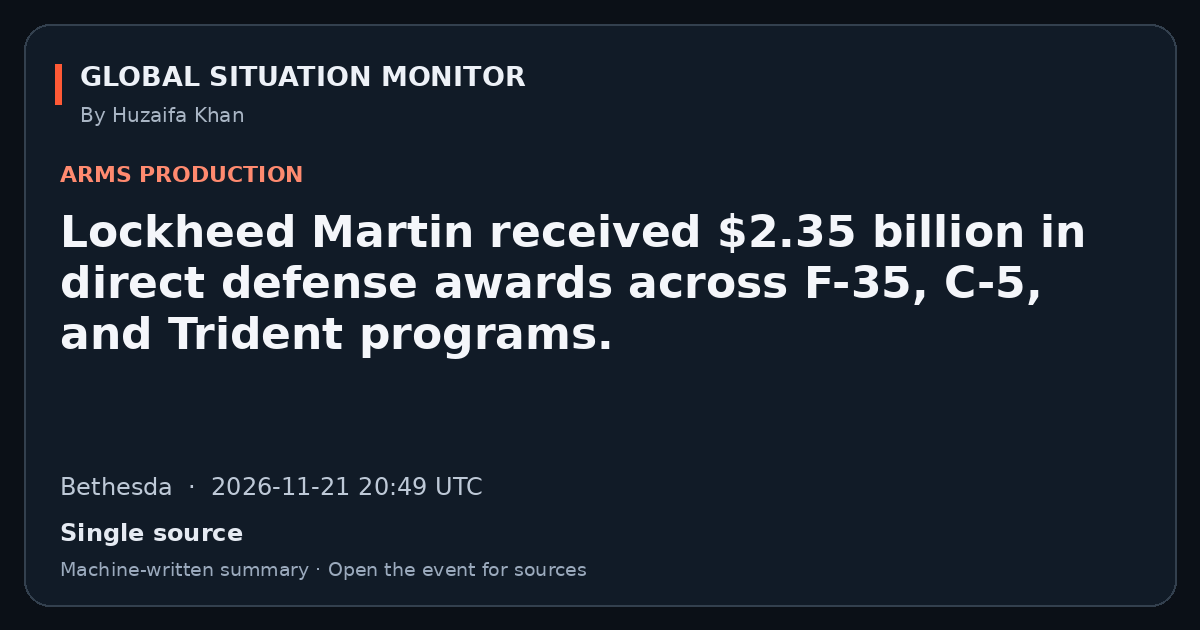 GLOBAL SITUATION MONITOR
By Huzaifa Khan
ARMS PRODUCTION
Lockheed Martin received $2.35 billion in
direct defense awards across F-35, C-5,
and Trident programs.
Bethesda · 2026-11-21 20:49 UTC
Single source
Machine-written summary · Open the event for sources